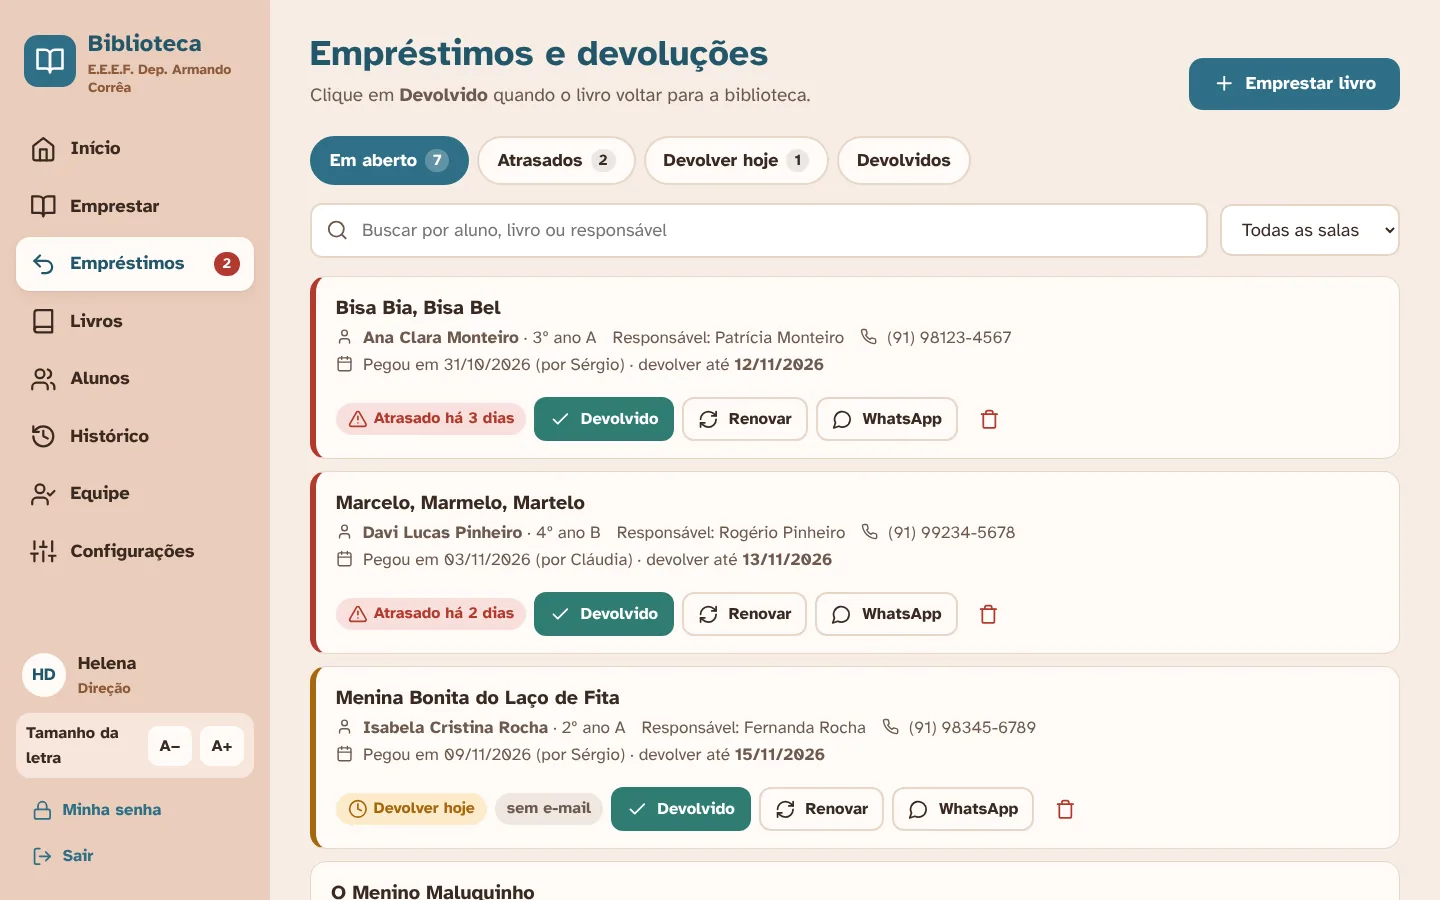 Biblioteca
E.E.E.F. Dep. Armando
Corrêa
Início
Emprestar
Empréstimos 2
Livros
Alunos
Histórico
Equipe
Configurações
HD
Helena
Direção
Tamanho da
letra
A− A+
Minha senha
Sair
Empréstimos e devoluções
Clique em Devolvido quando o livro voltar para a biblioteca.
Emprestar livro
Em aberto 7 Atrasados 2 Devolver hoje 1 Devolvidos
Buscar por aluno, livro ou responsável
Todas as salas
Bisa Bia, Bisa Bel
Ana Clara Monteiro · 3º ano A Responsável: Patrícia Monteiro (91) 98123-4567
Pegou em 31/10/2026 (por Sérgio) · devolver até 12/11/2026
Atrasado há 3 dias Devolvido Renovar WhatsApp
Marcelo, Marmelo, Martelo
Davi Lucas Pinheiro · 4º ano B Responsável: Rogério Pinheiro (91) 99234-5678
Pegou em 03/11/2026 (por Cláudia) · devolver até 13/11/2026
Atrasado há 2 dias Devolvido Renovar WhatsApp
Menina Bonita do Laço de Fita
Isabela Cristina Rocha · 2º ano A Responsável: Fernanda Rocha (91) 98345-6789
Pegou em 09/11/2026 (por Sérgio) · devolver até 15/11/2026
Devolver hoje sem e-mail Devolvido Renovar WhatsApp
O Menino Maluquinho